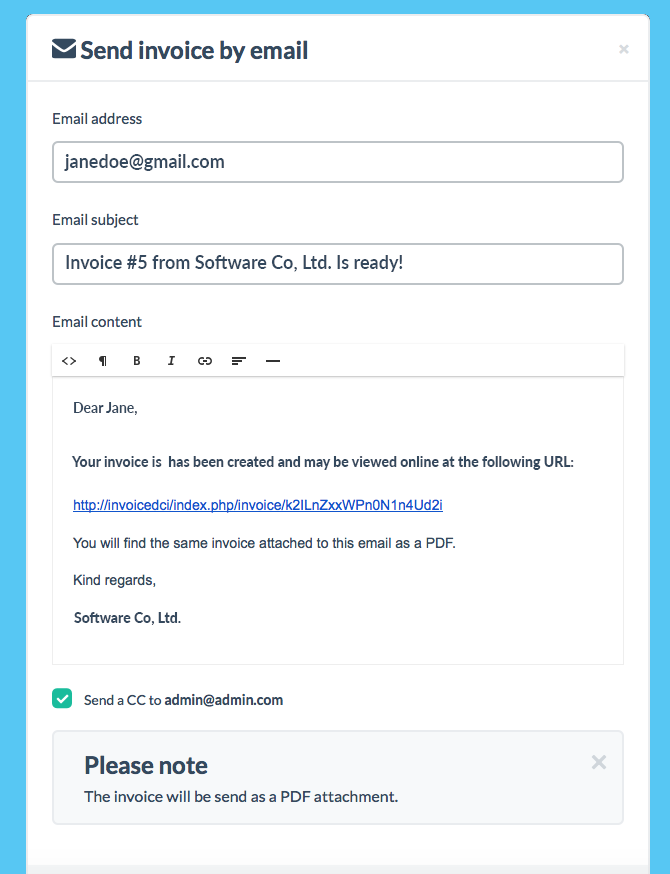 Send invoice by email
Email address
janedoe@gmail.com
Email subject
Invoice #5 from Software Co, Ltd. Is ready!
Email content
<> ¶ B I
Dear Jane,
Your invoice is  has been created and may be viewed online at the following URL:
http://invoicedci/index.php/invoice/k2ILnZxxWPn0N1n4Ud2i
You will find the same invoice attached to this email as a PDF.
Kind regards,
Software Co, Ltd.
Send a CC to admin@admin.com
Please note
The invoice will be send as a PDF attachment.